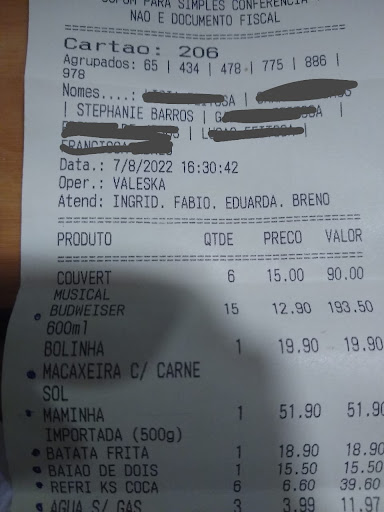 CUPOM PARA SIMPLES CONFERENCIA
NAO E DOCUMENTO FISCAL
Cartao: 206
Agrupados: 65 | 434 | 478 | 775 | 886 |
978
Nomes....:
| STEPHANIE BARROS |
Data.: 7/8/2022 16:30:42
Oper.: VALESKA
Atend: INGRID. FABIO. EDUARDA. BRENO
PRODUTO QTDE PRECO VALOR
COUVERT 6 15.00 90.00
MUSICAL
BUDWEISER 15 12.90 193.50
600ml
BOLINHA 1 19.90 19.90
MACAXEIRA C/ CARNE
SOL
MAMINHA 1 51.90 51.90
IMPORTADA (500g)
BATATA FRITA 1 18.90 18.90
BAIAO DE DOIS 1 15.50 15.50
REFRI KS COCA 6 6.60 39.60
AGUA S/ GAS 3 3.99 11.97